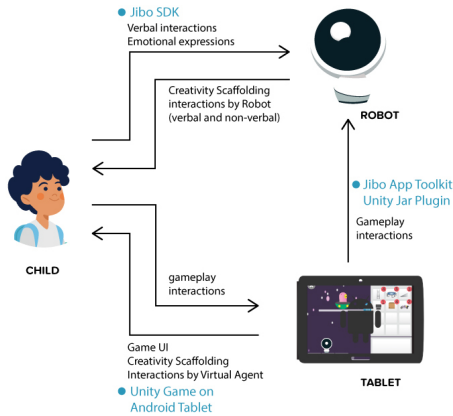 Jibo SDK
Verbal interactions
Emotional expressions
Creativity Scaffolding
interactions by Robot
(verbal and non-verbal)
ROBOT
Jibo App Toolkit
Unity Jar Plugin
Gameplay
interactions
CHILD
gameplay
interactions
Game UI
Creativity Scaffolding
Interactions by Virtual Agent
Unity Game on
Android Tablet
TABLET